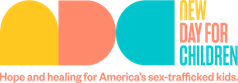 NEW
DAY FOR
CHILDREN
Hope and healing for America's sex-trafficked kids.